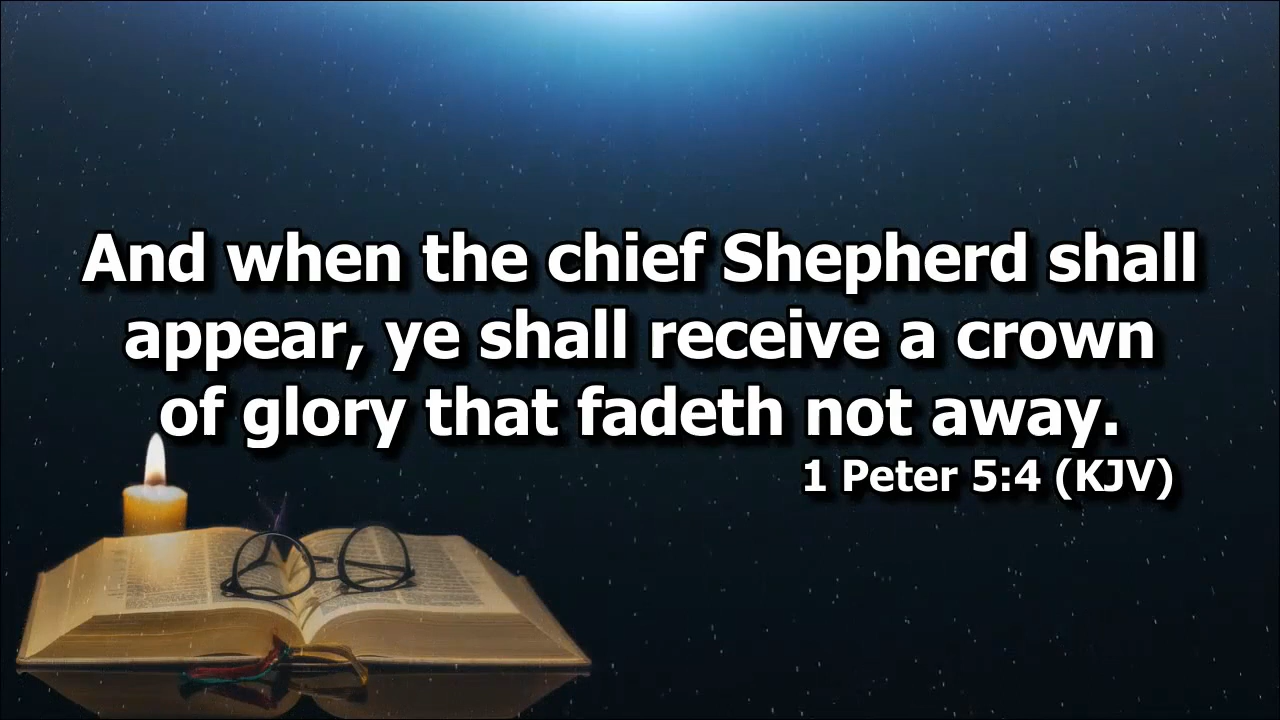 And when the chief Shepherd shall
appear, ye shall receive a crown
of glory that fadeth not away.
1 Peter 5:4 (KJV)